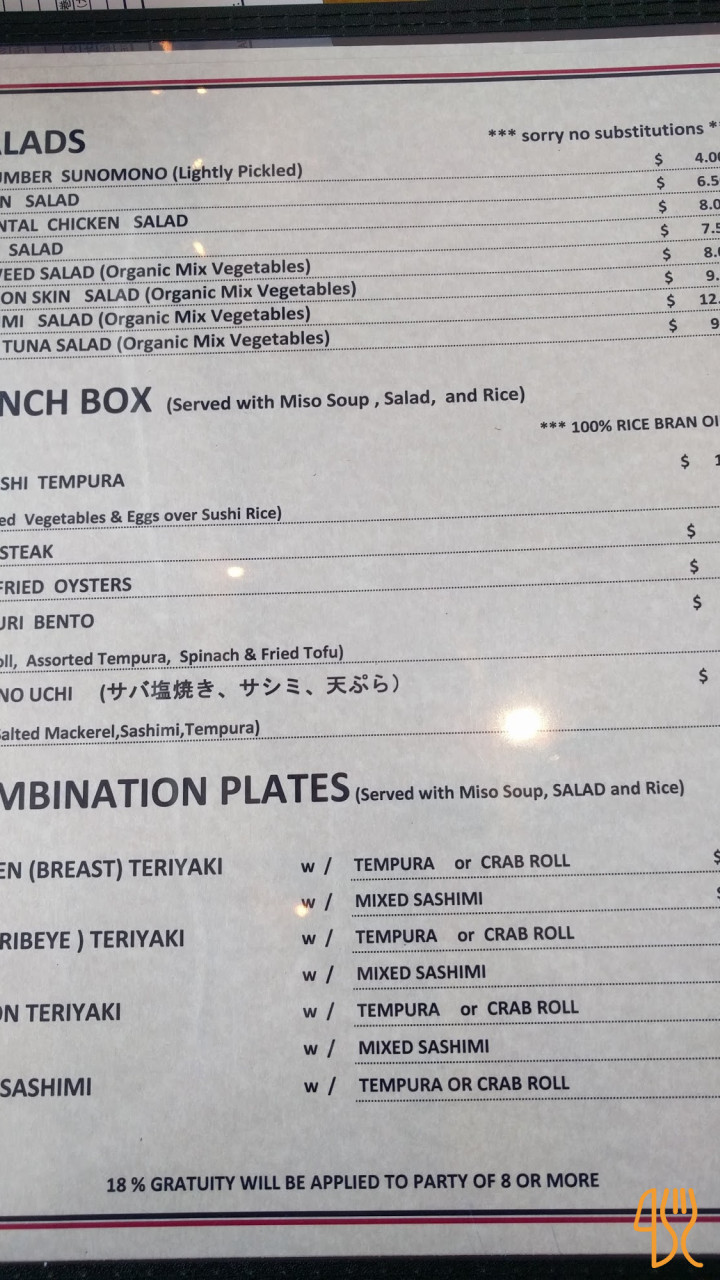 LADS
*** sorry no substitutions
UMBER SUNOMONO (Lightly Pickled) $ 4.0
N SALAD $ 6.5
NTAL CHICKEN SALAD $ 8.0
SALAD $ 7.5
EED SALAD (Organic Mix Vegetables) $ 8.
ON SKIN SALAD (Organic Mix Vegetables) $ 9.
MI SALAD (Organic Mix Vegetables) $ 12.
TUNA SALAD (Organic Mix Vegetables) $ 9
NCH BOX (Served with Miso Soup , Salad, and Rice)
*** 100% RICE BRAN OI
SHI TEMPURA $ 1
ed Vegetables & Eggs over Sushi Rice)
STEAK $
FRIED OYSTERS $
URI BENTO $
oll, Assorted Tempura, Spinach & Fried Tofu)
NO UCHI (サバ塩焼き、サシミ、天ぷら) $
Salted Mackerel,Sashimi,Tempura)
MBINATION PLATES (Served with Miso Soup, SALAD and Rice)
EN (BREAST) TERIYAKI w / TEMPURA or CRAB ROLL $
w / MIXED SASHIMI $
RIBEYE ) TERIYAKI w / TEMPURA or CRAB ROLL
w / MIXED SASHIMI
ON TERIYAKI w / TEMPURA or CRAB ROLL
w / MIXED SASHIMI
SASHIMI w / TEMPURA OR CRAB ROLL
18 % GRATUITY WILL BE APPLIED TO PARTY OF 8 OR MORE